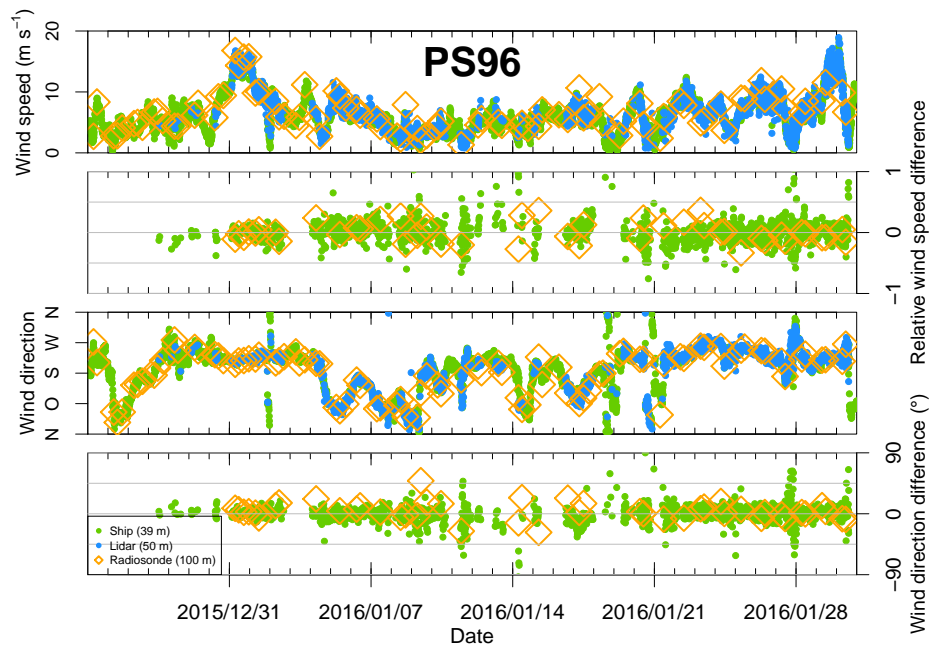 PS96
Wind speed (m s⁻¹)
20
10
0
Relative wind speed difference
1
0
−1
Wind direction
N
W
S
O
N
Wind direction difference (°)
90
0
−90
Ship (39 m)
Lidar (50 m)
Radiosonde (100 m)
2015/12/31
2016/01/07
2016/01/14
2016/01/21
2016/01/28
Date